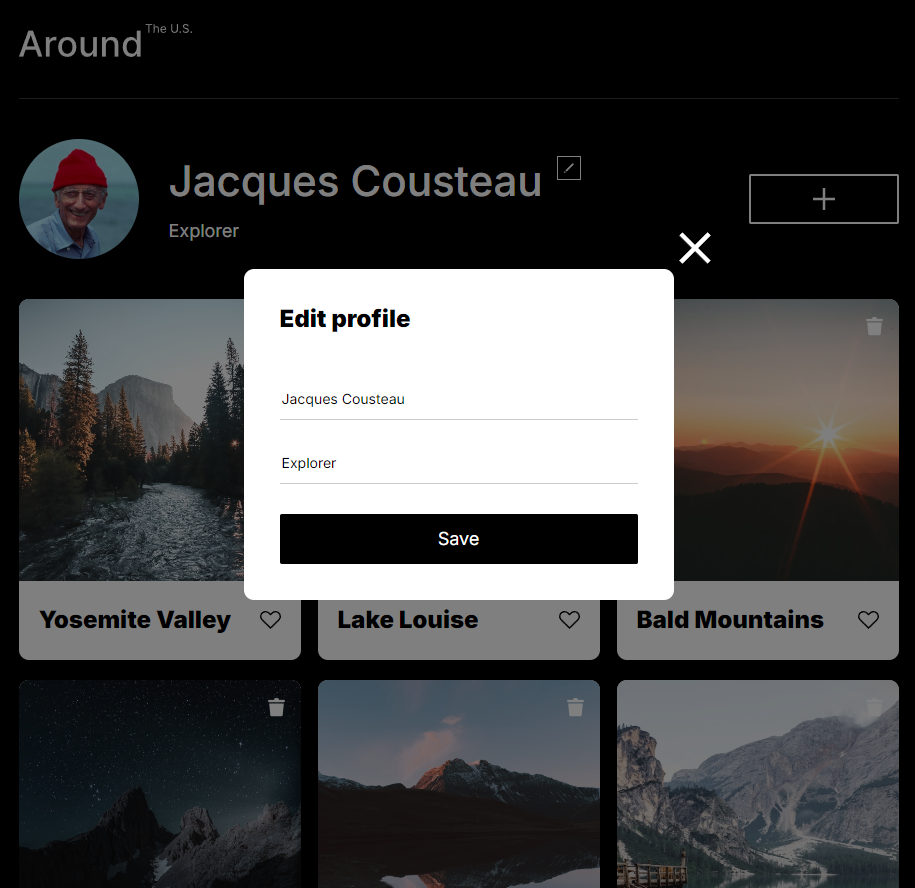 Around The U.S.
Jacques Cousteau
Explorer
Edit profile
Jacques Cousteau
Explorer
Save
Yosemite Valley
Lake Louise
Bald Mountains